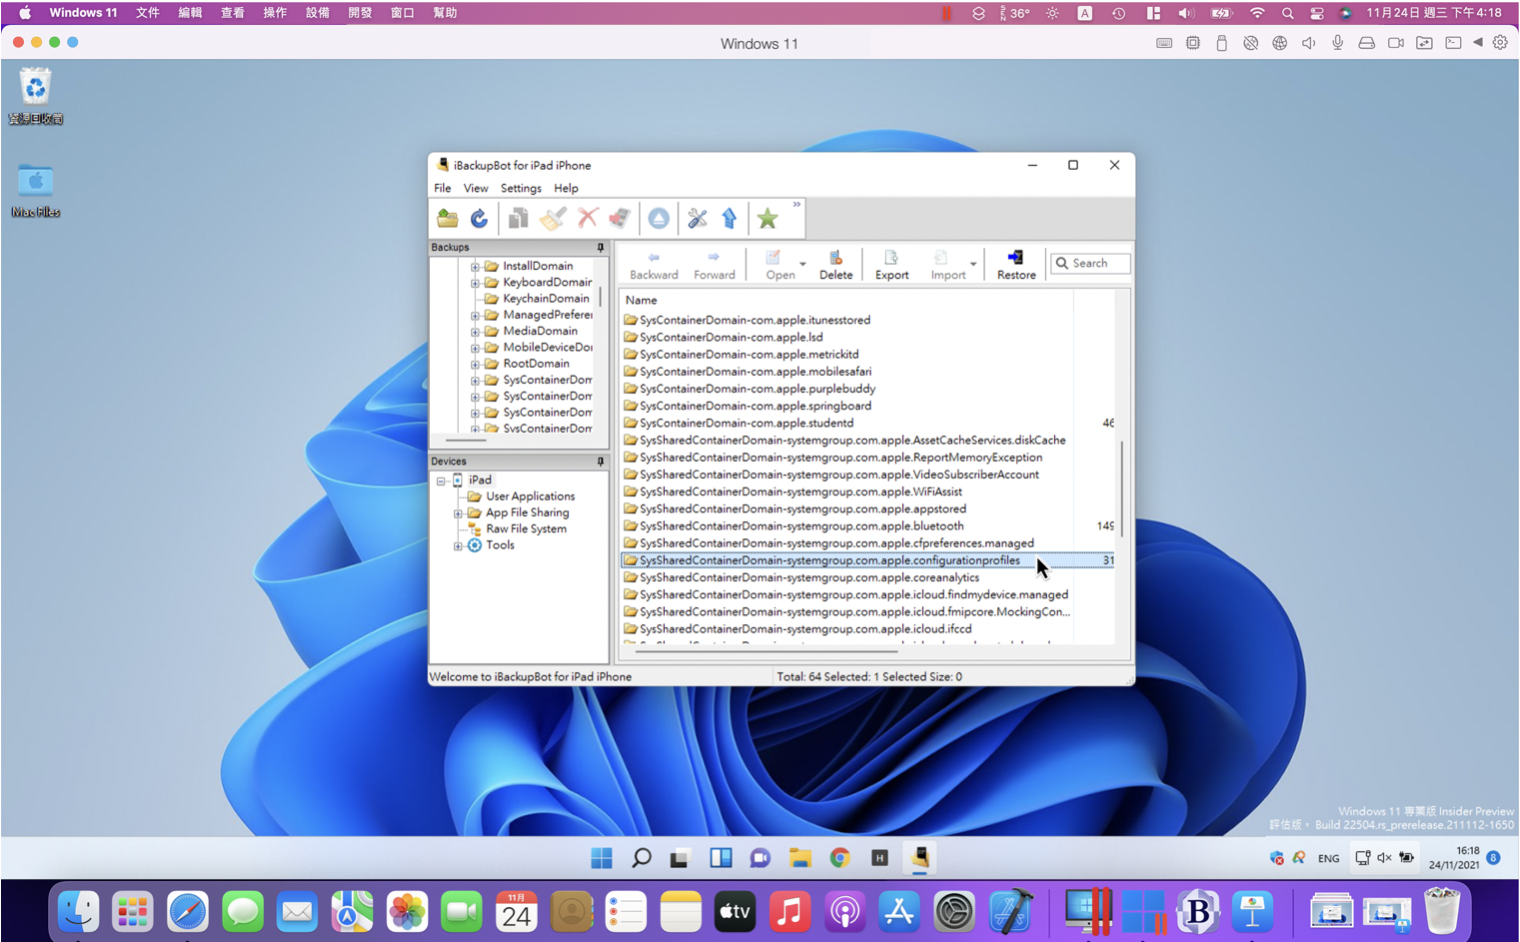 Windows 11 文件 編輯 查看 操作 設備 開發 窗口 幫助
36° A 11月24日 週三 下午4:18
Windows 11
資源回收筒
Mac Files
iBackupBot for iPad iPhone
File View Settings Help
Backups
InstallDomain
KeyboardDomain
KeychainDomain
ManagedPreferen
MediaDomain
MobileDeviceDo
RootDomain
SysContainerDom
SysContainerDom
SysContainerDom
SysContainerDom
Devices
iPad
User Applications
App File Sharing
Raw File System
Tools
Backward Forward Open Delete Export Import Restore Search
Name
SysContainerDomain-com.apple.itunesstored
SysContainerDomain-com.apple.lsd
SysContainerDomain-com.apple.metrickitd
SysContainerDomain-com.apple.mobilesafari
SysContainerDomain-com.apple.purplebuddy
SysContainerDomain-com.apple.springboard
SysContainerDomain-com.apple.studentd 46
SysSharedContainerDomain-systemgroup.com.apple.AssetCacheServices.diskCache
SysSharedContainerDomain-systemgroup.com.apple.ReportMemoryException
SysSharedContainerDomain-systemgroup.com.apple.VideoSubscriberAccount
SysSharedContainerDomain-systemgroup.com.apple.WiFiAssist
SysSharedContainerDomain-systemgroup.com.apple.appstored
SysSharedContainerDomain-systemgroup.com.apple.bluetooth 149
SysSharedContainerDomain-systemgroup.com.apple.cfpreferences.managed
SysSharedContainerDomain-systemgroup.com.apple.configurationprofiles 31
SysSharedContainerDomain-systemgroup.com.apple.coreanalytics
SysSharedContainerDomain-systemgroup.com.apple.icloud.findmydevice.managed
SysSharedContainerDomain-systemgroup.com.apple.icloud.fmipcore.MockingCon...
SysSharedContainerDomain-systemgroup.com.apple.icloud.ifccd
Welcome to iBackupBot for iPad iPhone
Total: 64 Selected: 1 Selected Size: 0
Windows 11 專業版 Insider Preview
評估版。 Build 22504.rs_prerelease.211112-1650
H
ENG
16:18
24/11/2021
8
11月
24
tv
B